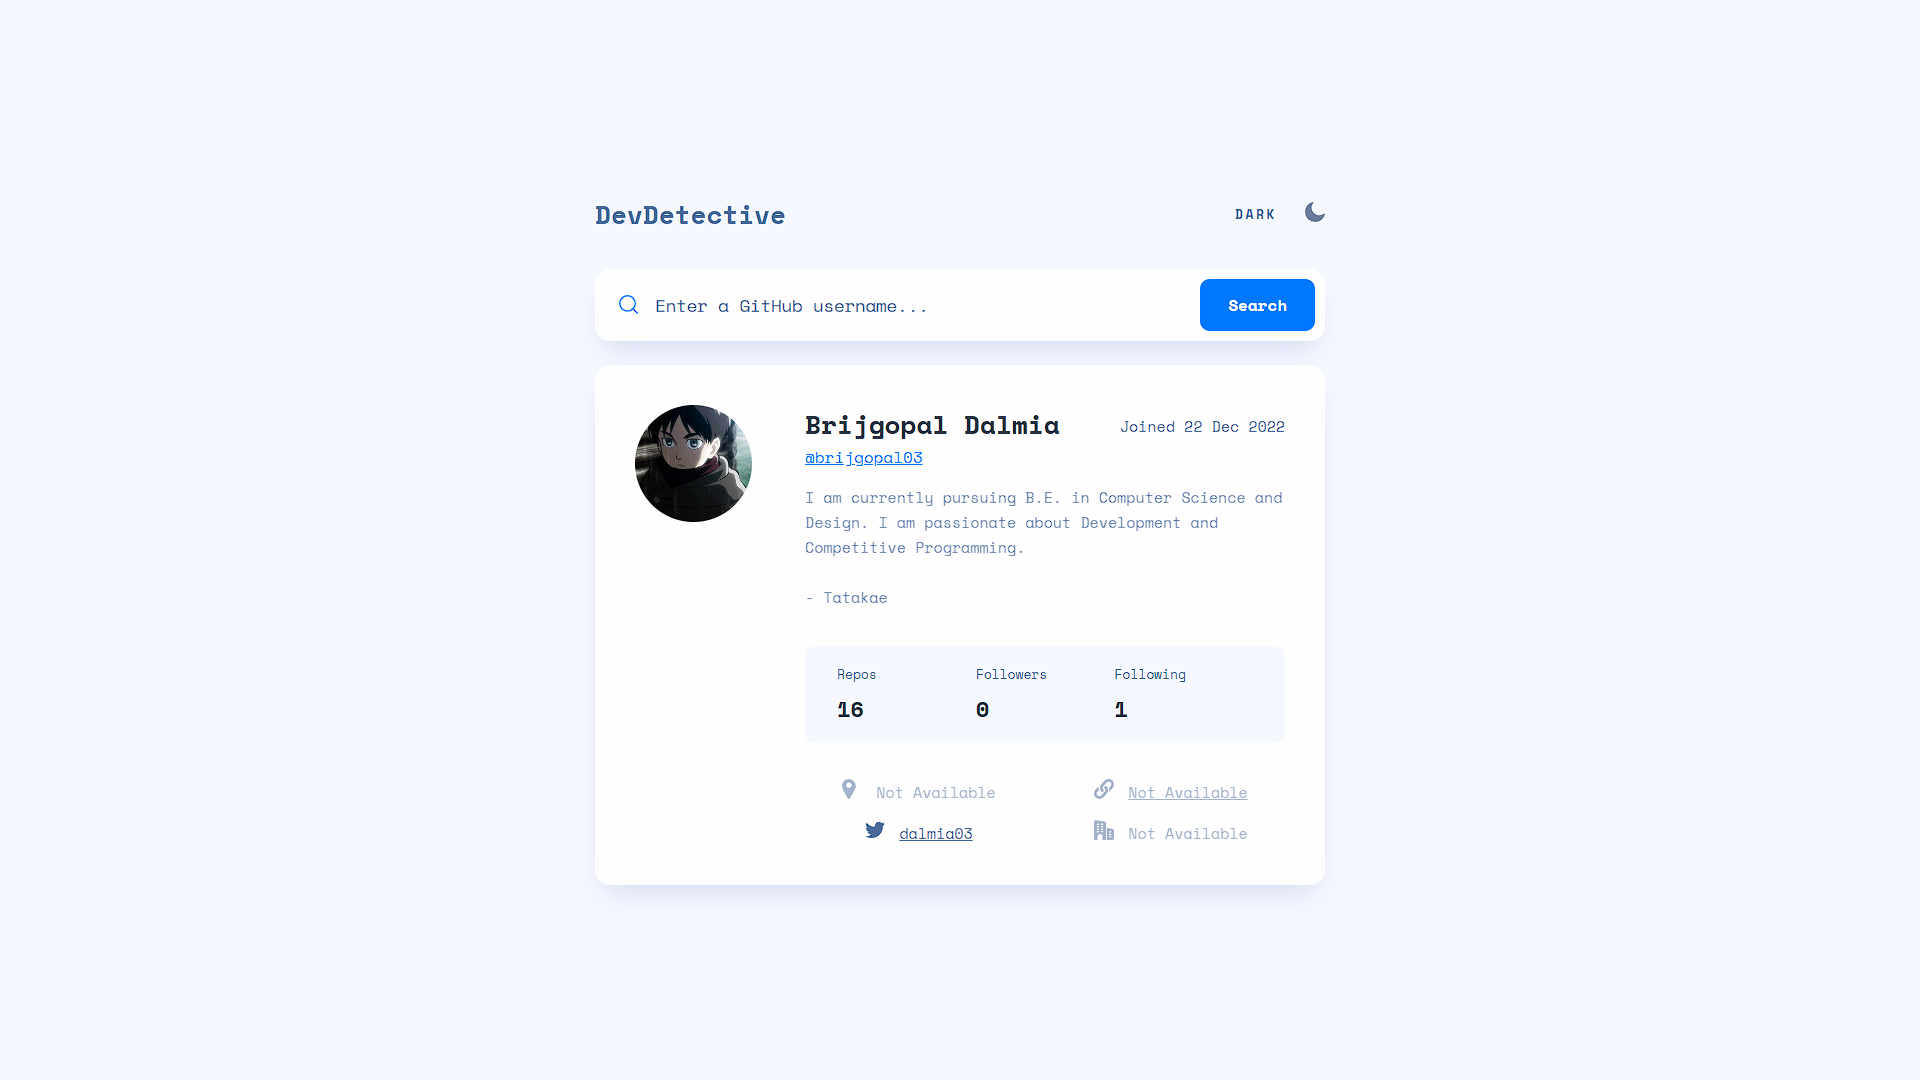 DevDetective
DARK
Enter a GitHub username...
Search
Brijgopal Dalmia
Joined 22 Dec 2022
@brijgopal03
I am currently pursuing B.E. in Computer Science and
Design. I am passionate about Development and
Competitive Programming.
- Tatakae
Repos
Followers
Following
16
0
1
Not Available
Not Available
dalmia03
Not Available